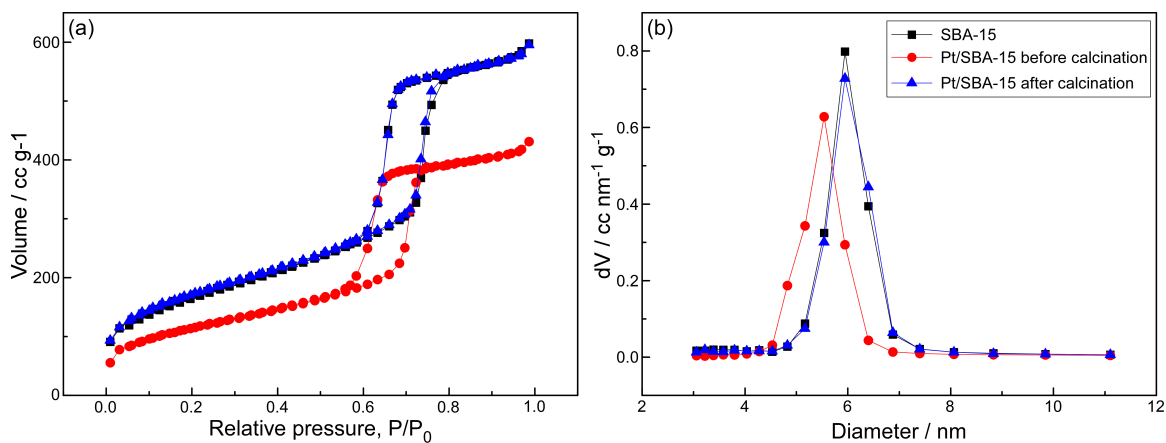 (a)
600
400
200
0
Volume / cc g-1
0.0 0.2 0.4 0.6 0.8 1.0
Relative pressure, P/P0
(b)
SBA-15
Pt/SBA-15 before calcination
Pt/SBA-15 after calcination
0.8
0.6
0.4
0.2
0.0
dV / cc nm⁻¹ g⁻¹
2 4 6 8 10 12
Diameter / nm